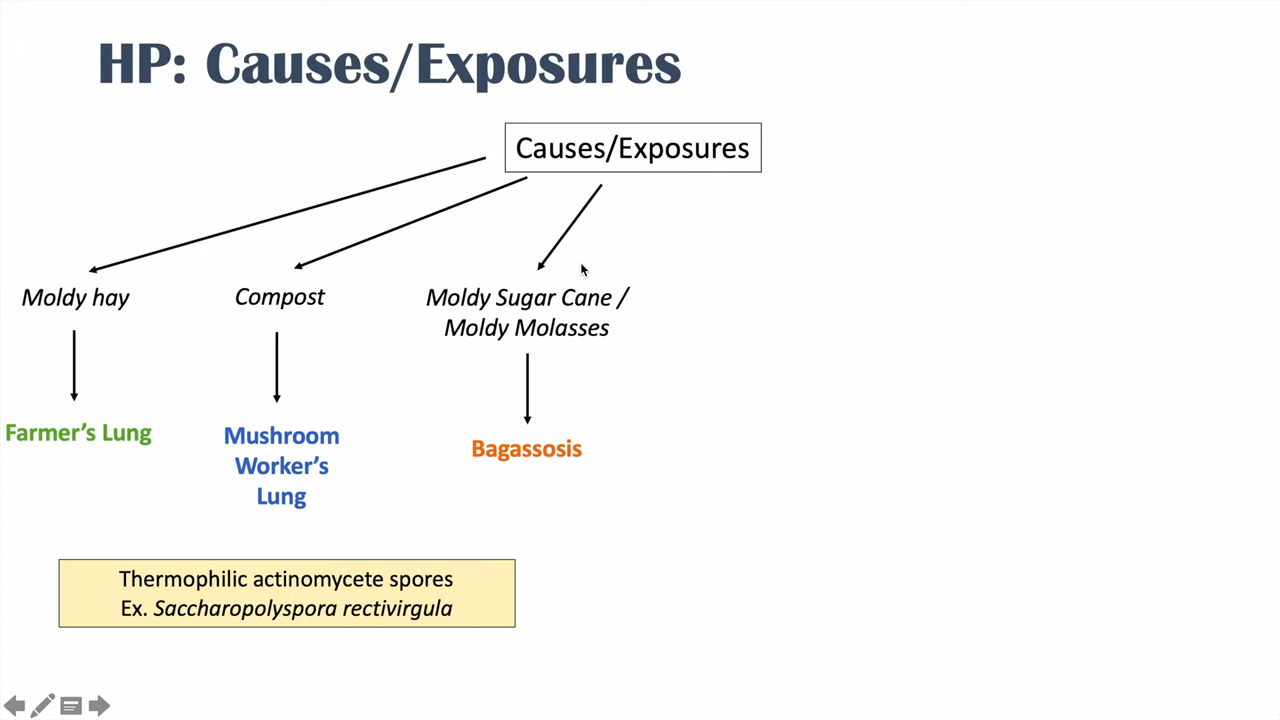 HP: Causes/Exposures
Causes/Exposures
Moldy hay
Compost
Moldy Sugar Cane /
Moldy Molasses
Farmer’s Lung
Mushroom
Worker’s
Lung
Bagassosis
Thermophilic actinomycete spores
Ex. Saccharopolyspora rectivirgula